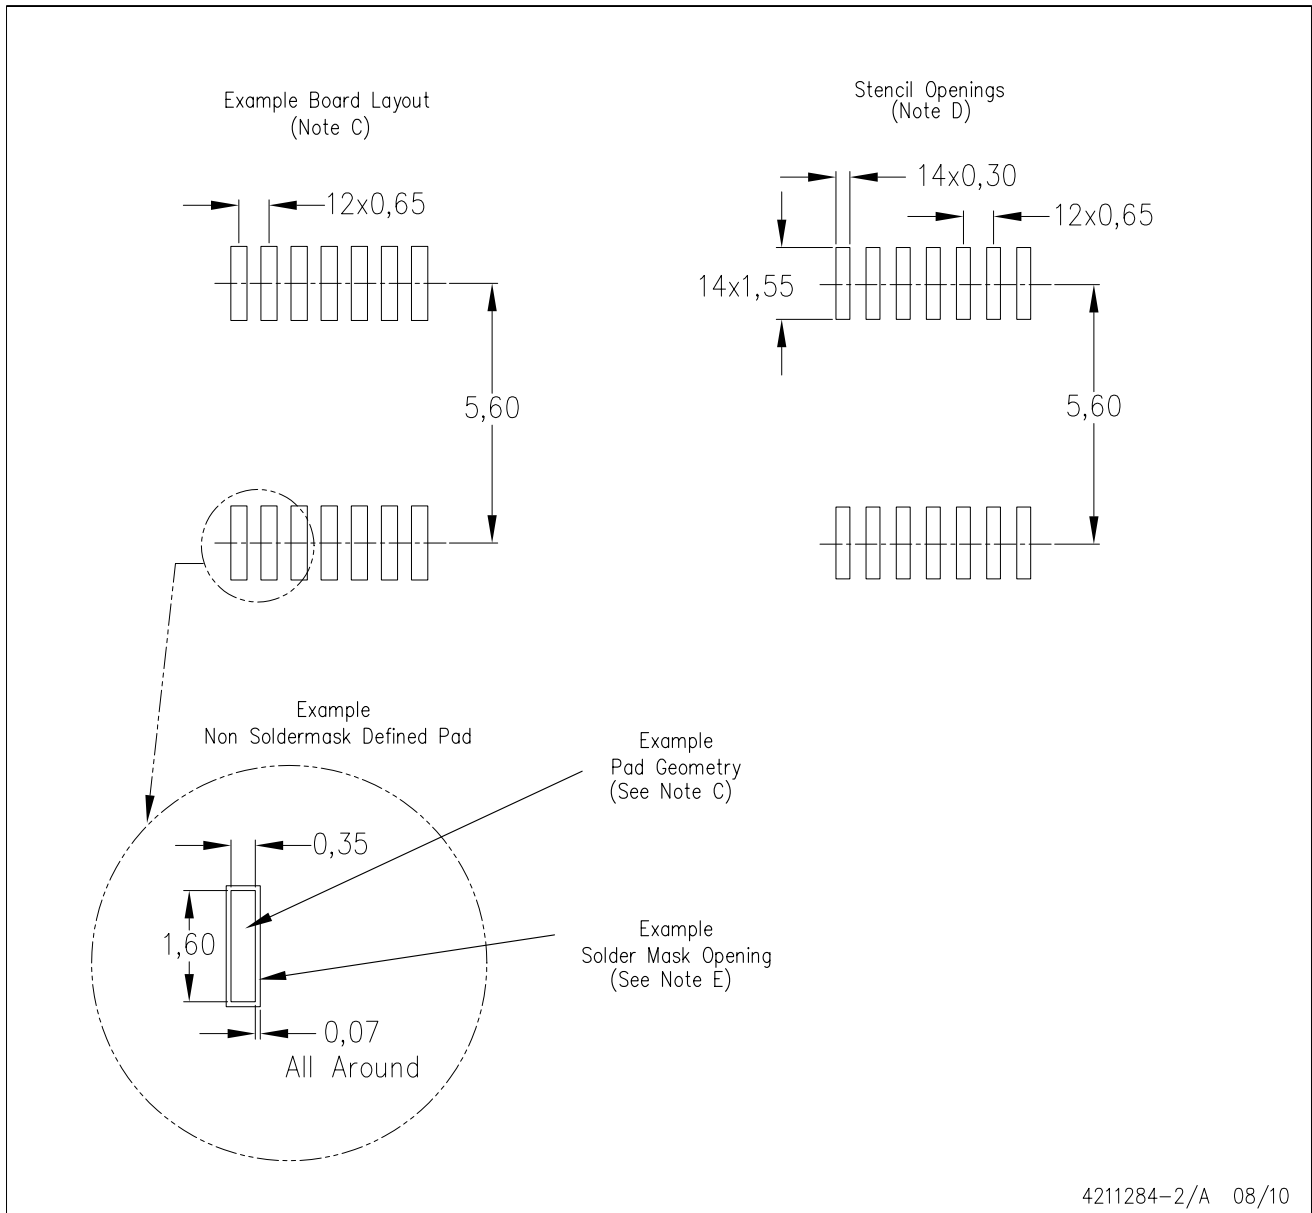 Example Board Layout
(Note C)
Stencil Openings
(Note D)
12x0,65
14x0,30
12x0,65
14x1,55
5,60
5,60
Example
Non Soldermask Defined Pad
Example
Pad Geometry
(See Note C)
0,35
1,60
Example
Solder Mask Opening
(See Note E)
0,07
All Around
4211284-2/A 08/10